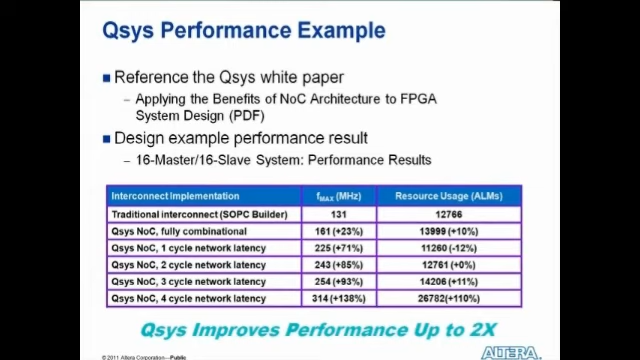 Qsys Performance Example
Reference the Qsys white paper
– Applying the Benefits of NoC Architecture to FPGA
System Design (PDF)
Design example performance result
– 16-Master/16-Slave System: Performance Results
Interconnect Implementation fMAX (MHz) Resource Usage (ALMs)
Traditional interconnect (SOPC Builder) 131 12766
Qsys NoC, fully combinational 161 (+23%) 13999 (+10%)
Qsys NoC, 1 cycle network latency 225 (+71%) 11260 (-12%)
Qsys NoC, 2 cycle network latency 243 (+85%) 12761 (+0%)
Qsys NoC, 3 cycle network latency 254 (+93%) 14206 (+11%)
Qsys NoC, 4 cycle network latency 314 (+138%) 26782 (+110%)
Qsys Improves Performance Up to 2X
© 2011 Altera Corporation—Public
ALTERA